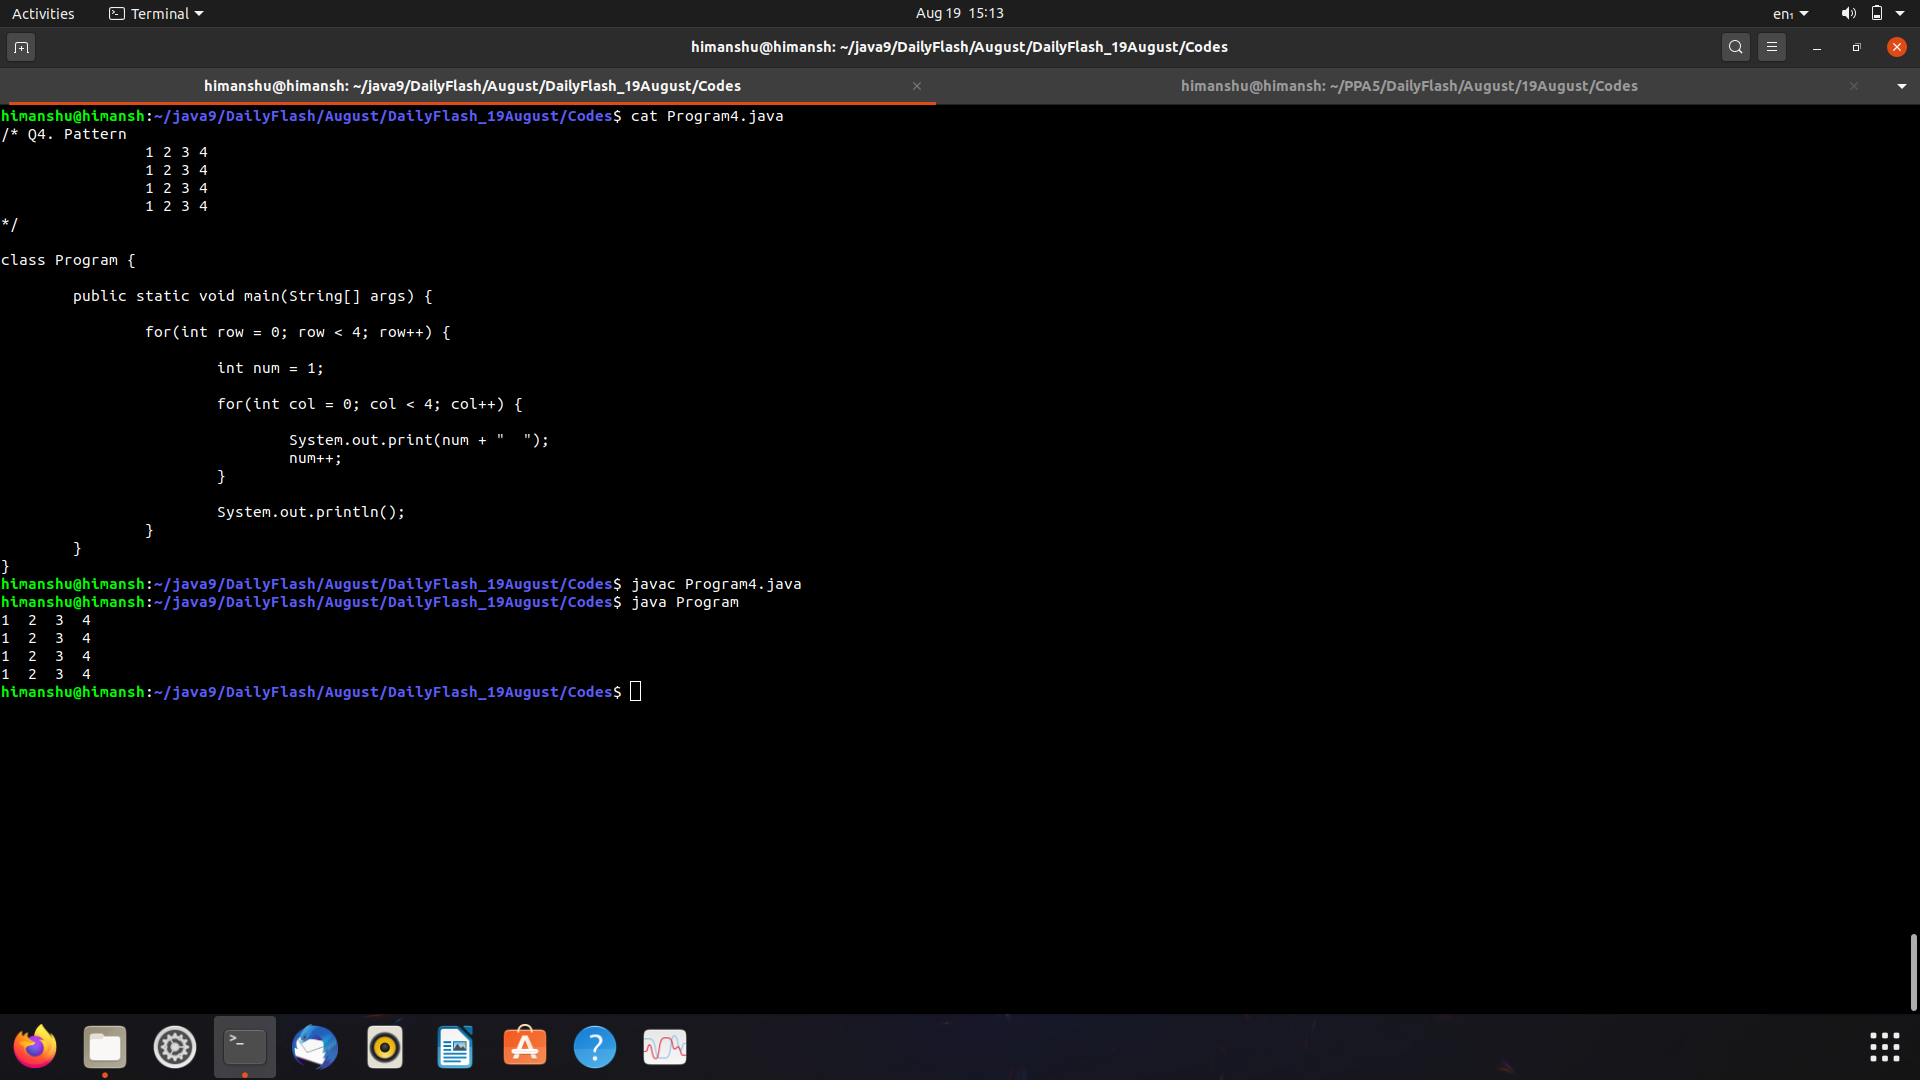 Activities
Terminal
Aug 19 15:13
en₁
himanshu@himansh: ~/java9/DailyFlash/August/DailyFlash_19August/Codes
himanshu@himansh: ~/java9/DailyFlash/August/DailyFlash_19August/Codes
himanshu@himansh: ~/PPA5/DailyFlash/August/19August/Codes
himanshu@himansh:~/java9/DailyFlash/August/DailyFlash_19August/Codes$ cat Program4.java
/* Q4. Pattern
                1 2 3 4
                1 2 3 4
                1 2 3 4
                1 2 3 4
*/
class Program {
        public static void main(String[] args) {
                for(int row = 0; row < 4; row++) {
                        int num = 1;
                        for(int col = 0; col < 4; col++) {
                                System.out.print(num + "  ");
                                num++;
                        }
                        System.out.println();
                }
        }
}
himanshu@himansh:~/java9/DailyFlash/August/DailyFlash_19August/Codes$ javac Program4.java
himanshu@himansh:~/java9/DailyFlash/August/DailyFlash_19August/Codes$ java Program
1  2  3  4
1  2  3  4
1  2  3  4
1  2  3  4
himanshu@himansh:~/java9/DailyFlash/August/DailyFlash_19August/Codes$